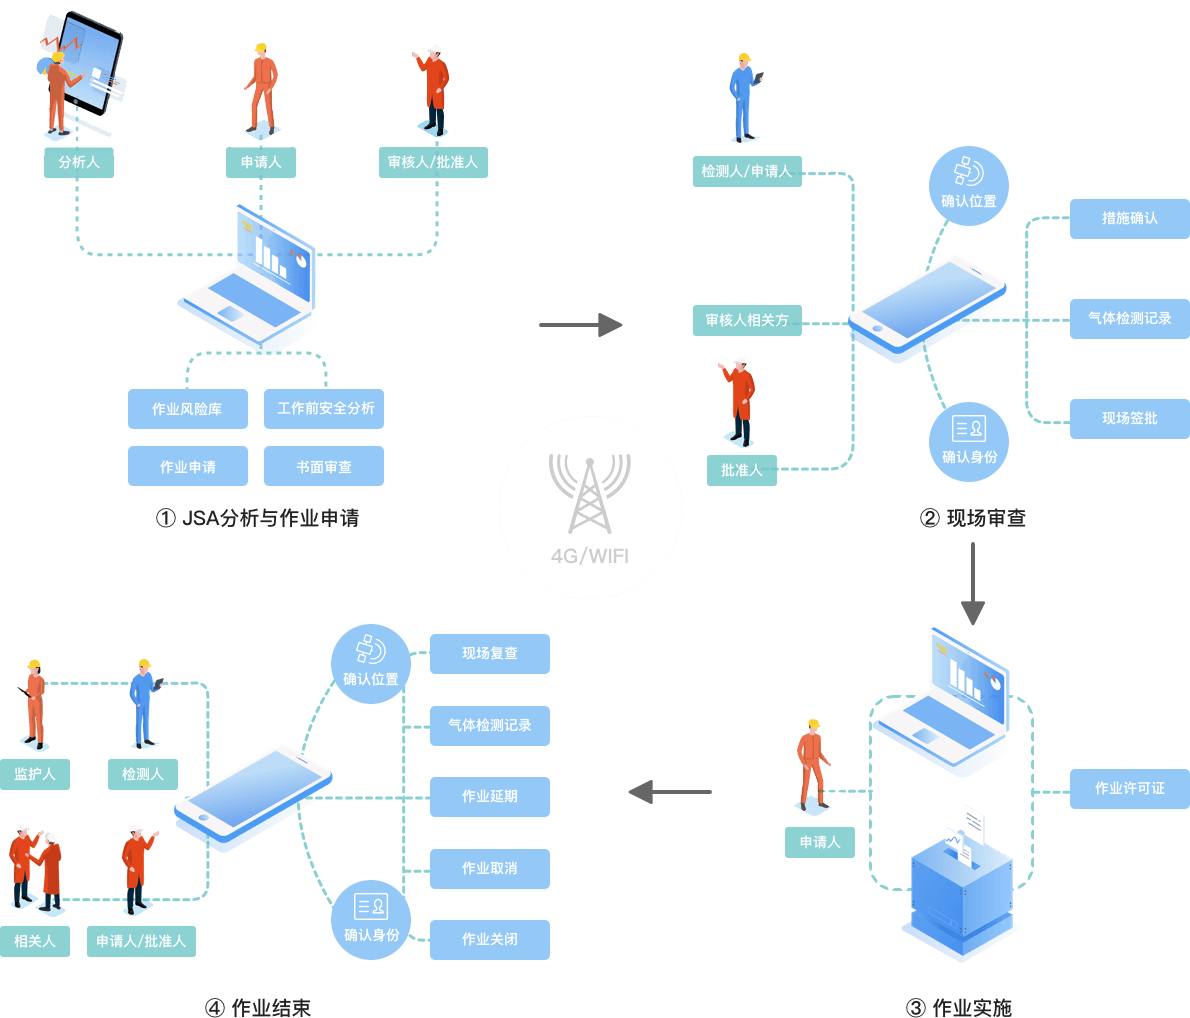 分析人
申请人
审核人/批准人
作业风险库
工作前安全分析
作业申请
书面审查
① JSA分析与作业申请
检测人/申请人
审核人相关方
批准人
确认位置
确认身份
措施确认
气体检测记录
现场签批
② 现场审查
4G/WIFI
申请人
作业许可证
③ 作业实施
监护人
检测人
相关人
申请人/批准人
确认位置
确认身份
现场复查
气体检测记录
作业延期
作业取消
作业关闭
④ 作业结束